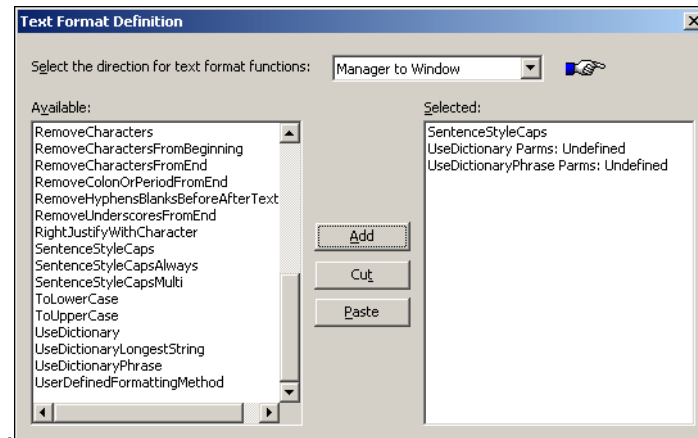 Text Format Definition
Select the direction for text format functions:
Manager to Window
Available:
RemoveCharacters
RemoveCharactersFromBeginning
RemoveCharactersFromEnd
RemoveColonOrPeriodFromEnd
RemoveHyphensBlanksBeforeAfterText
RemoveUnderscoresFromEnd
RightJustifyWithCharacter
SentenceStyleCaps
SentenceStyleCapsAlways
SentenceStyleCapsMulti
ToLowerCase
ToUpperCase
UseDictionary
UseDictionaryLongestString
UseDictionaryPhrase
UserDefinedFormattingMethod
Add
Cut
Paste
Selected:
SentenceStyleCaps
UseDictionary Parms: Undefined
UseDictionaryPhrase Parms: Undefined